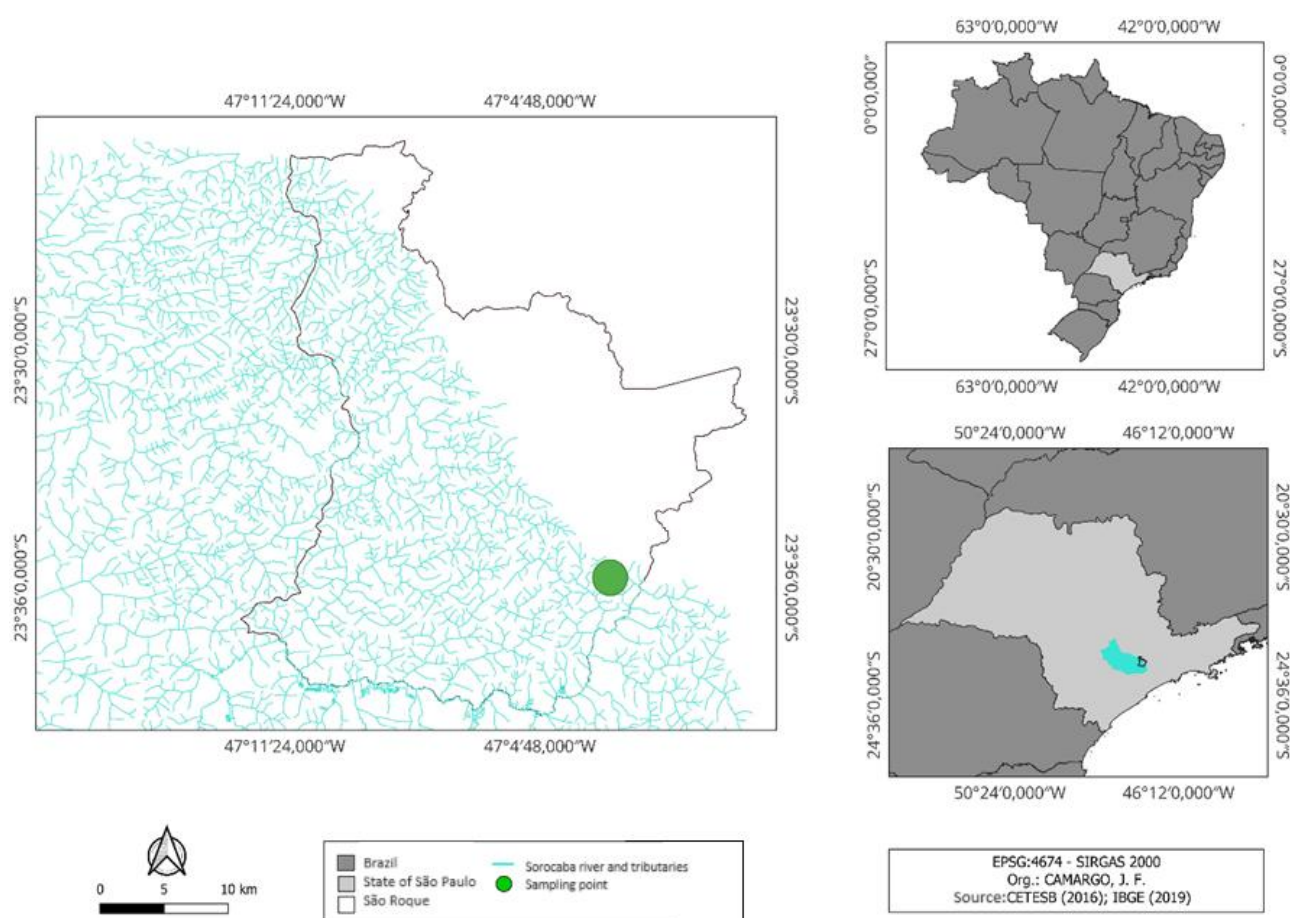 63°0′0,000″W 42°0′0,000″W
47°11′24,000″W 47°4′48,000″W
0°0′0,000″ 0°0′0,000″
27°0′0,000″S 27°0′0,000″S
23°30′0,000″S 23°30′0,000″S
63°0′0,000″W 42°0′0,000″W
50°24′0,000″W 46°12′0,000″W
20°30′0,000″S 20°30′0,000″S
23°36′0,000″S 23°36′0,000″S
24°36′0,000″S 24°36′0,000″S
47°11′24,000″W 47°4′48,000″W
50°24′0,000″W 46°12′0,000″W
0 5 10 km
Brazil
State of São Paulo
São Roque
Sorocaba river and tributaries
Sampling point
EPSG:4674 - SIRGAS 2000
Org.: CAMARGO, J. F.
Source:CETESB (2016); IBGE (2019)